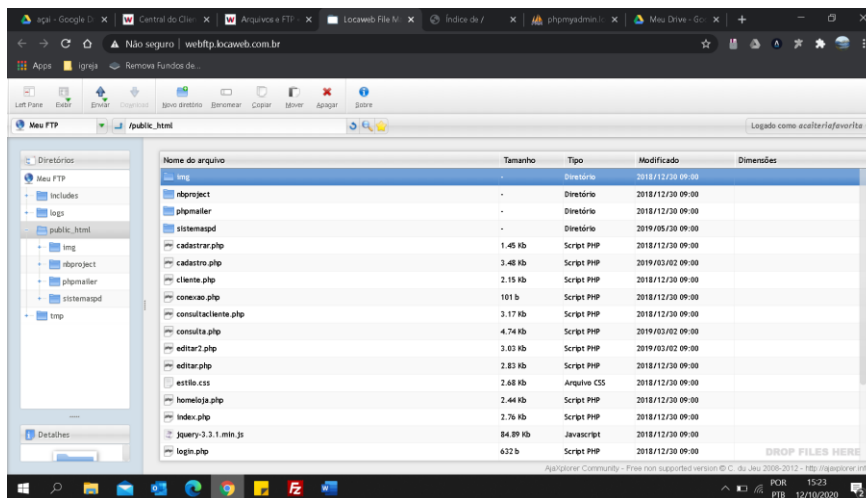 açaí - Google D
Central do Clien
Arquivos e FTP -
Locaweb File M
Índice de /
phpmyadmin.lo
Meu Drive - Go
Não seguro | webftp.locaweb.com.br
Apps igreja Remova Fundos de...
Left Pane Exibir Enviar Download Novo diretório Renomear Copiar Mover Apagar Sobre
Meu FTP /public_html Logado como
Diretórios
Meu FTP
includes
logs
public_html
img
nbproject
phpmailer
sistemaspd
tmp
Detalhes
Nome do arquivo Tamanho Tipo Modificado Dimensões
img - Diretório 2018/12/30 09:00
nbproject - Diretório 2018/12/30 09:00
phpmailer - Diretório 2018/12/30 09:00
sistemaspd - Diretório 2019/05/30 09:00
cadastrar.php 1.45 Kb Script PHP 2018/12/30 09:00
cadastro.php 3.48 Kb Script PHP 2019/03/02 09:00
cliente.php 2.15 Kb Script PHP 2018/12/30 09:00
conexao.php 101 b Script PHP 2018/12/30 09:00
consultacliente.php 3.17 Kb Script PHP 2018/12/30 09:00
consulta.php 4.74 Kb Script PHP 2019/03/02 09:00
editar2.php 3.03 Kb Script PHP 2019/03/02 09:00
editar.php 2.83 Kb Script PHP 2018/12/30 09:00
estilo.css 2.68 Kb Arquivo CSS 2018/12/30 09:00
homeloja.php 2.44 Kb Script PHP 2018/12/30 09:00
index.php 2.76 Kb Script PHP 2018/12/30 09:00
jquery-3.3.1.min.js 84.89 Kb Javascript 2018/12/30 09:00
login.php 632 b Script PHP 2018/12/30 09:00
DROP FILES HERE
AjaXplorer Community - Free non supported version © C. du Jeu 2008-2012 - http://ajaxplorer.inf
POR 15:23
PTB 12/10/2020